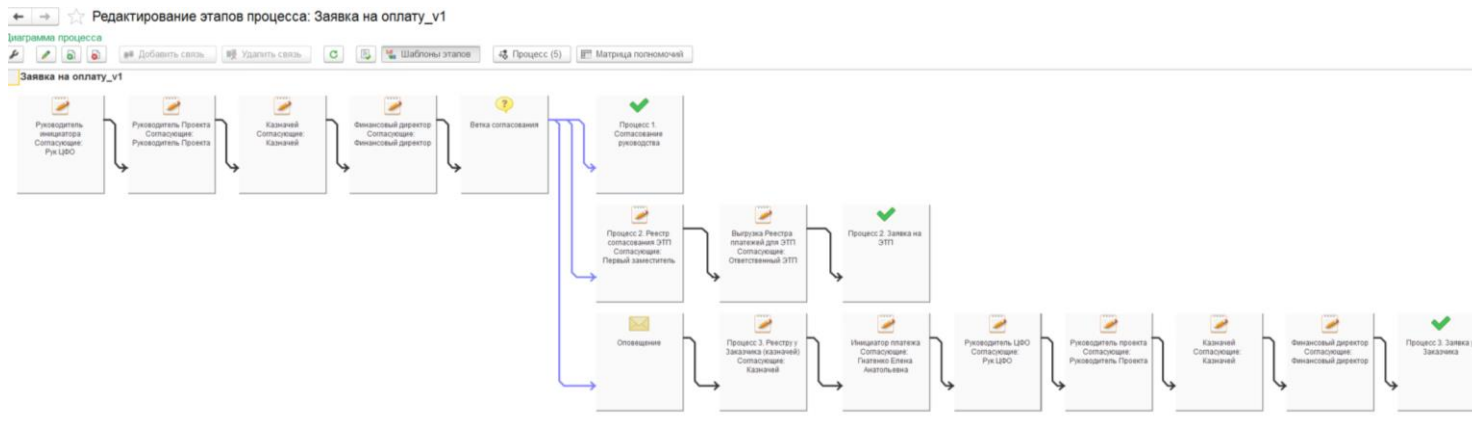 Редактирование этапов процесса: Заявка на оплату_v1
Диаграмма процесса
Добавить связь Удалить связь Шаблоны этапов Процесс (5) Матрица полномочий
Заявка на оплату_v1
Руководитель
инициатора
Согласующие:
Рук ЦФО
Руководитель Проекта
Согласующие:
Руководитель Проекта
Казначей
Согласующие:
Казначей
Финансовый директор
Согласующие:
Финансовый директор
Ветка согласования
Процесс 1.
Согласование
руководства
Процесс 2. Реестр
согласования ЭТП
Согласующие:
Первый заместитель
Выгрузка Реестра
платежей для ЭТП
Согласующие:
Ответственный ЭТП
Процесс 2. Заявка на
ЭТП
Оповещение
Процесс 3. Реестр у
Заказчика (казначей)
Согласующие:
Казначей
Инициатор платежа
Согласующие:
Гнатенко Елена
Анатольевна
Руководитель ЦФО
Согласующие:
Рук ЦФО
Руководитель проекта
Согласующие:
Руководитель Проекта
Казначей
Согласующие:
Казначей
Финансовый директор
Согласующие:
Финансовый директор
Процесс 3. Заявка у
Заказчика